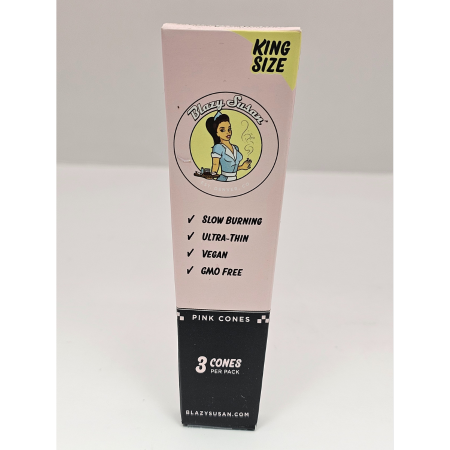 KING
SIZE
Blazy Susan
✓ SLOW BURNING
✓ ULTRA-THIN
✓ VEGAN
✓ GMO FREE
PINK CONES
3 CONES
PER PACK
BLAZYSUSAN.COM